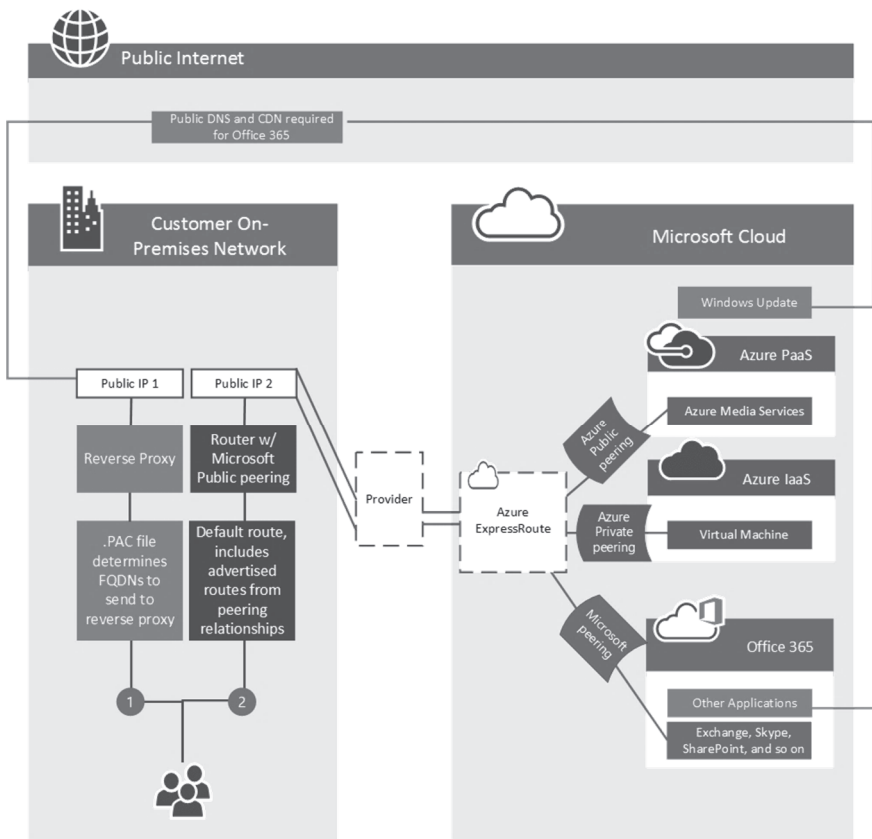 Public Internet
Public DNS and CDN required
for Office 365
Customer On-
Premises Network
Public IP 1
Public IP 2
Reverse Proxy
Router w/
Microsoft
Public peering
.PAC file
determines
FQDNs to
send to
reverse proxy
Default route,
includes
advertised
routes from
peering
relationships
1
2
Provider
Azure
ExpressRoute
Azure
Public
peering
Azure
Private
peering
Microsoft
peering
Microsoft Cloud
Windows Update
Azure PaaS
Azure Media Services
Azure IaaS
Virtual Machine
Office 365
Other Applications
Exchange, Skype,
SharePoint, and so on